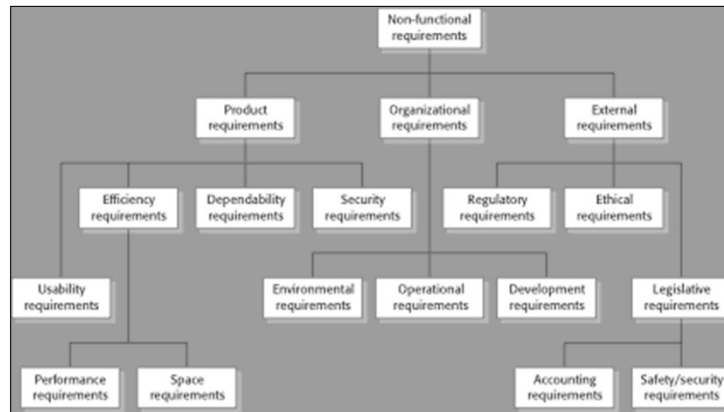 Non-functional
requirements
Product
requirements
Organizational
requirements
External
requirements
Efficiency
requirements
Dependability
requirements
Security
requirements
Regulatory
requirements
Ethical
requirements
Usability
requirements
Environmental
requirements
Operational
requirements
Development
requirements
Legislative
requirements
Performance
requirements
Space
requirements
Accounting
requirements
Safety/security
requirements